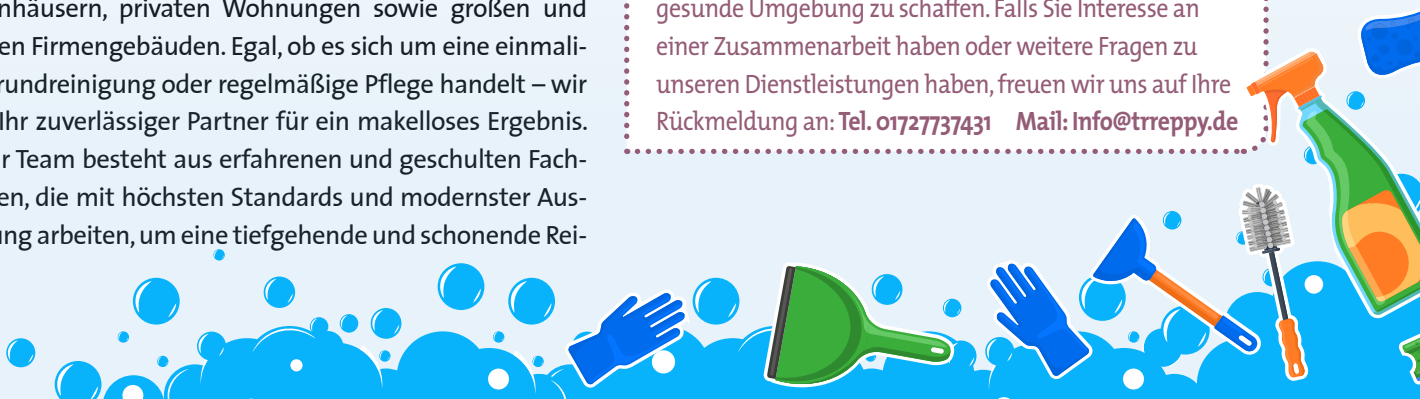 nhäusern, privaten Wohnungen sowie großen und
en Firmengebäuden. Egal, ob es sich um eine einmali-
rundreinigung oder regelmäßige Pflege handelt – wir
Ihr zuverlässiger Partner für ein makelloses Ergebnis.
r Team besteht aus erfahrenen und geschulten Fach-
en, die mit höchsten Standards und modernster Aus-
ung arbeiten, um eine tiefgehende und schonende Rei-
gesunde Umgebung zu schaffen. Falls Sie Interesse an
einer Zusammenarbeit haben oder weitere Fragen zu
unseren Dienstleistungen haben, freuen wir uns auf Ihre
Rückmeldung an: Tel. 01727737431 Mail: Info@trreppy.de